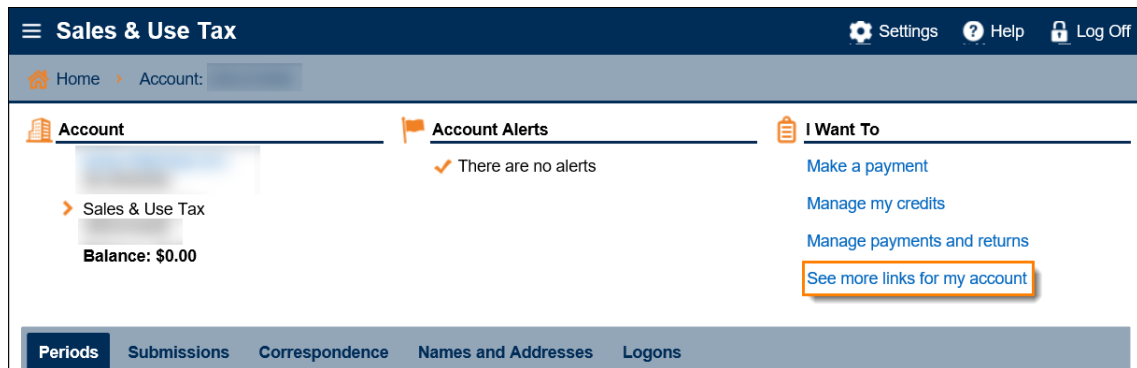 Sales & Use Tax
Settings
Help
Log Off
Home
Account:
Account
Sales & Use Tax
Balance: $0.00
Account Alerts
There are no alerts
I Want To
Make a payment
Manage my credits
Manage payments and returns
See more links for my account
Periods Submissions Correspondence Names and Addresses Logons